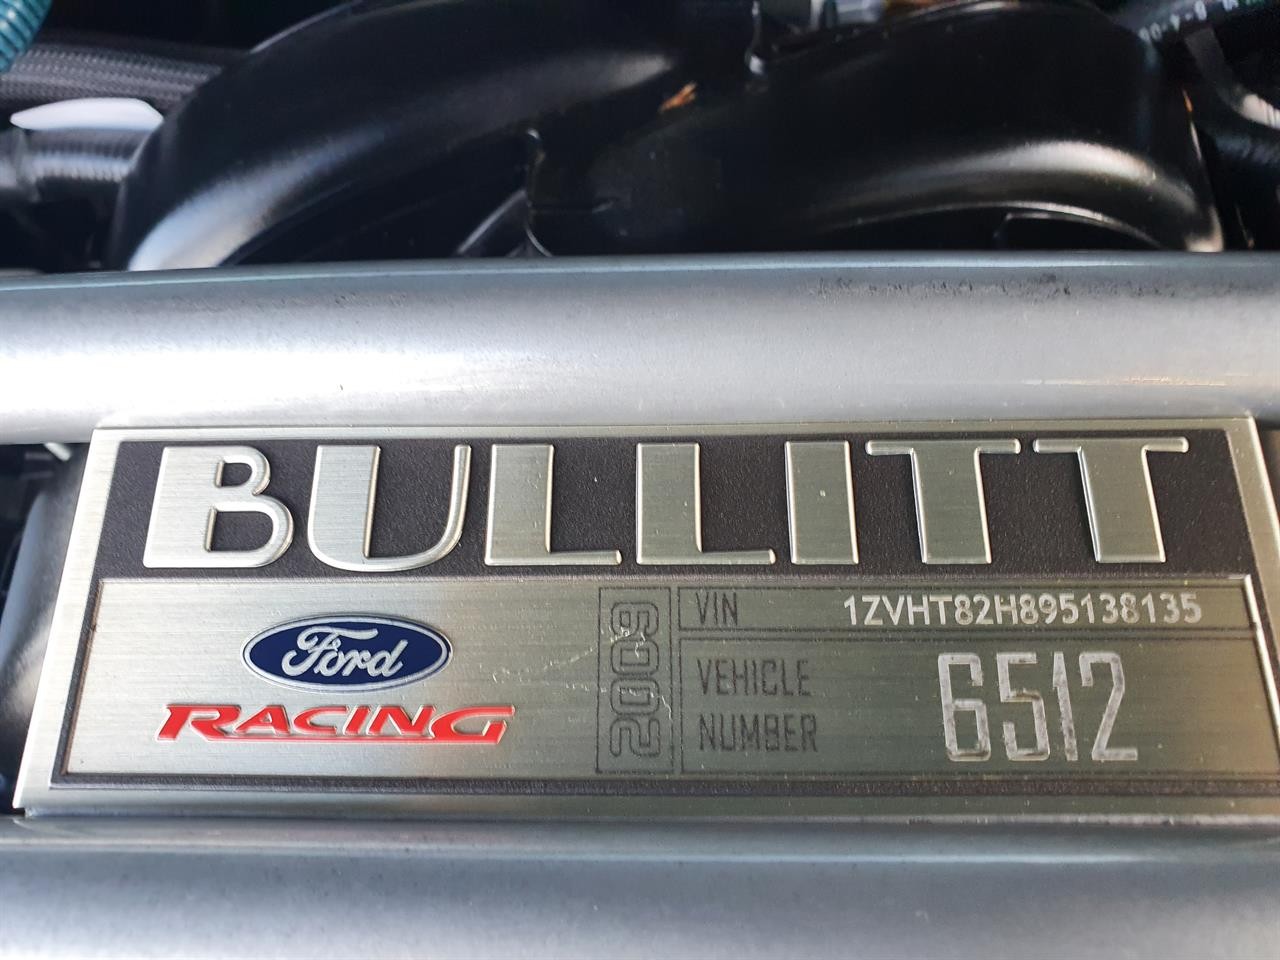 BULLITT
Ford
RACING
2009
VIN 1ZVHT82H895138135
VEHICLE
NUMBER
6512